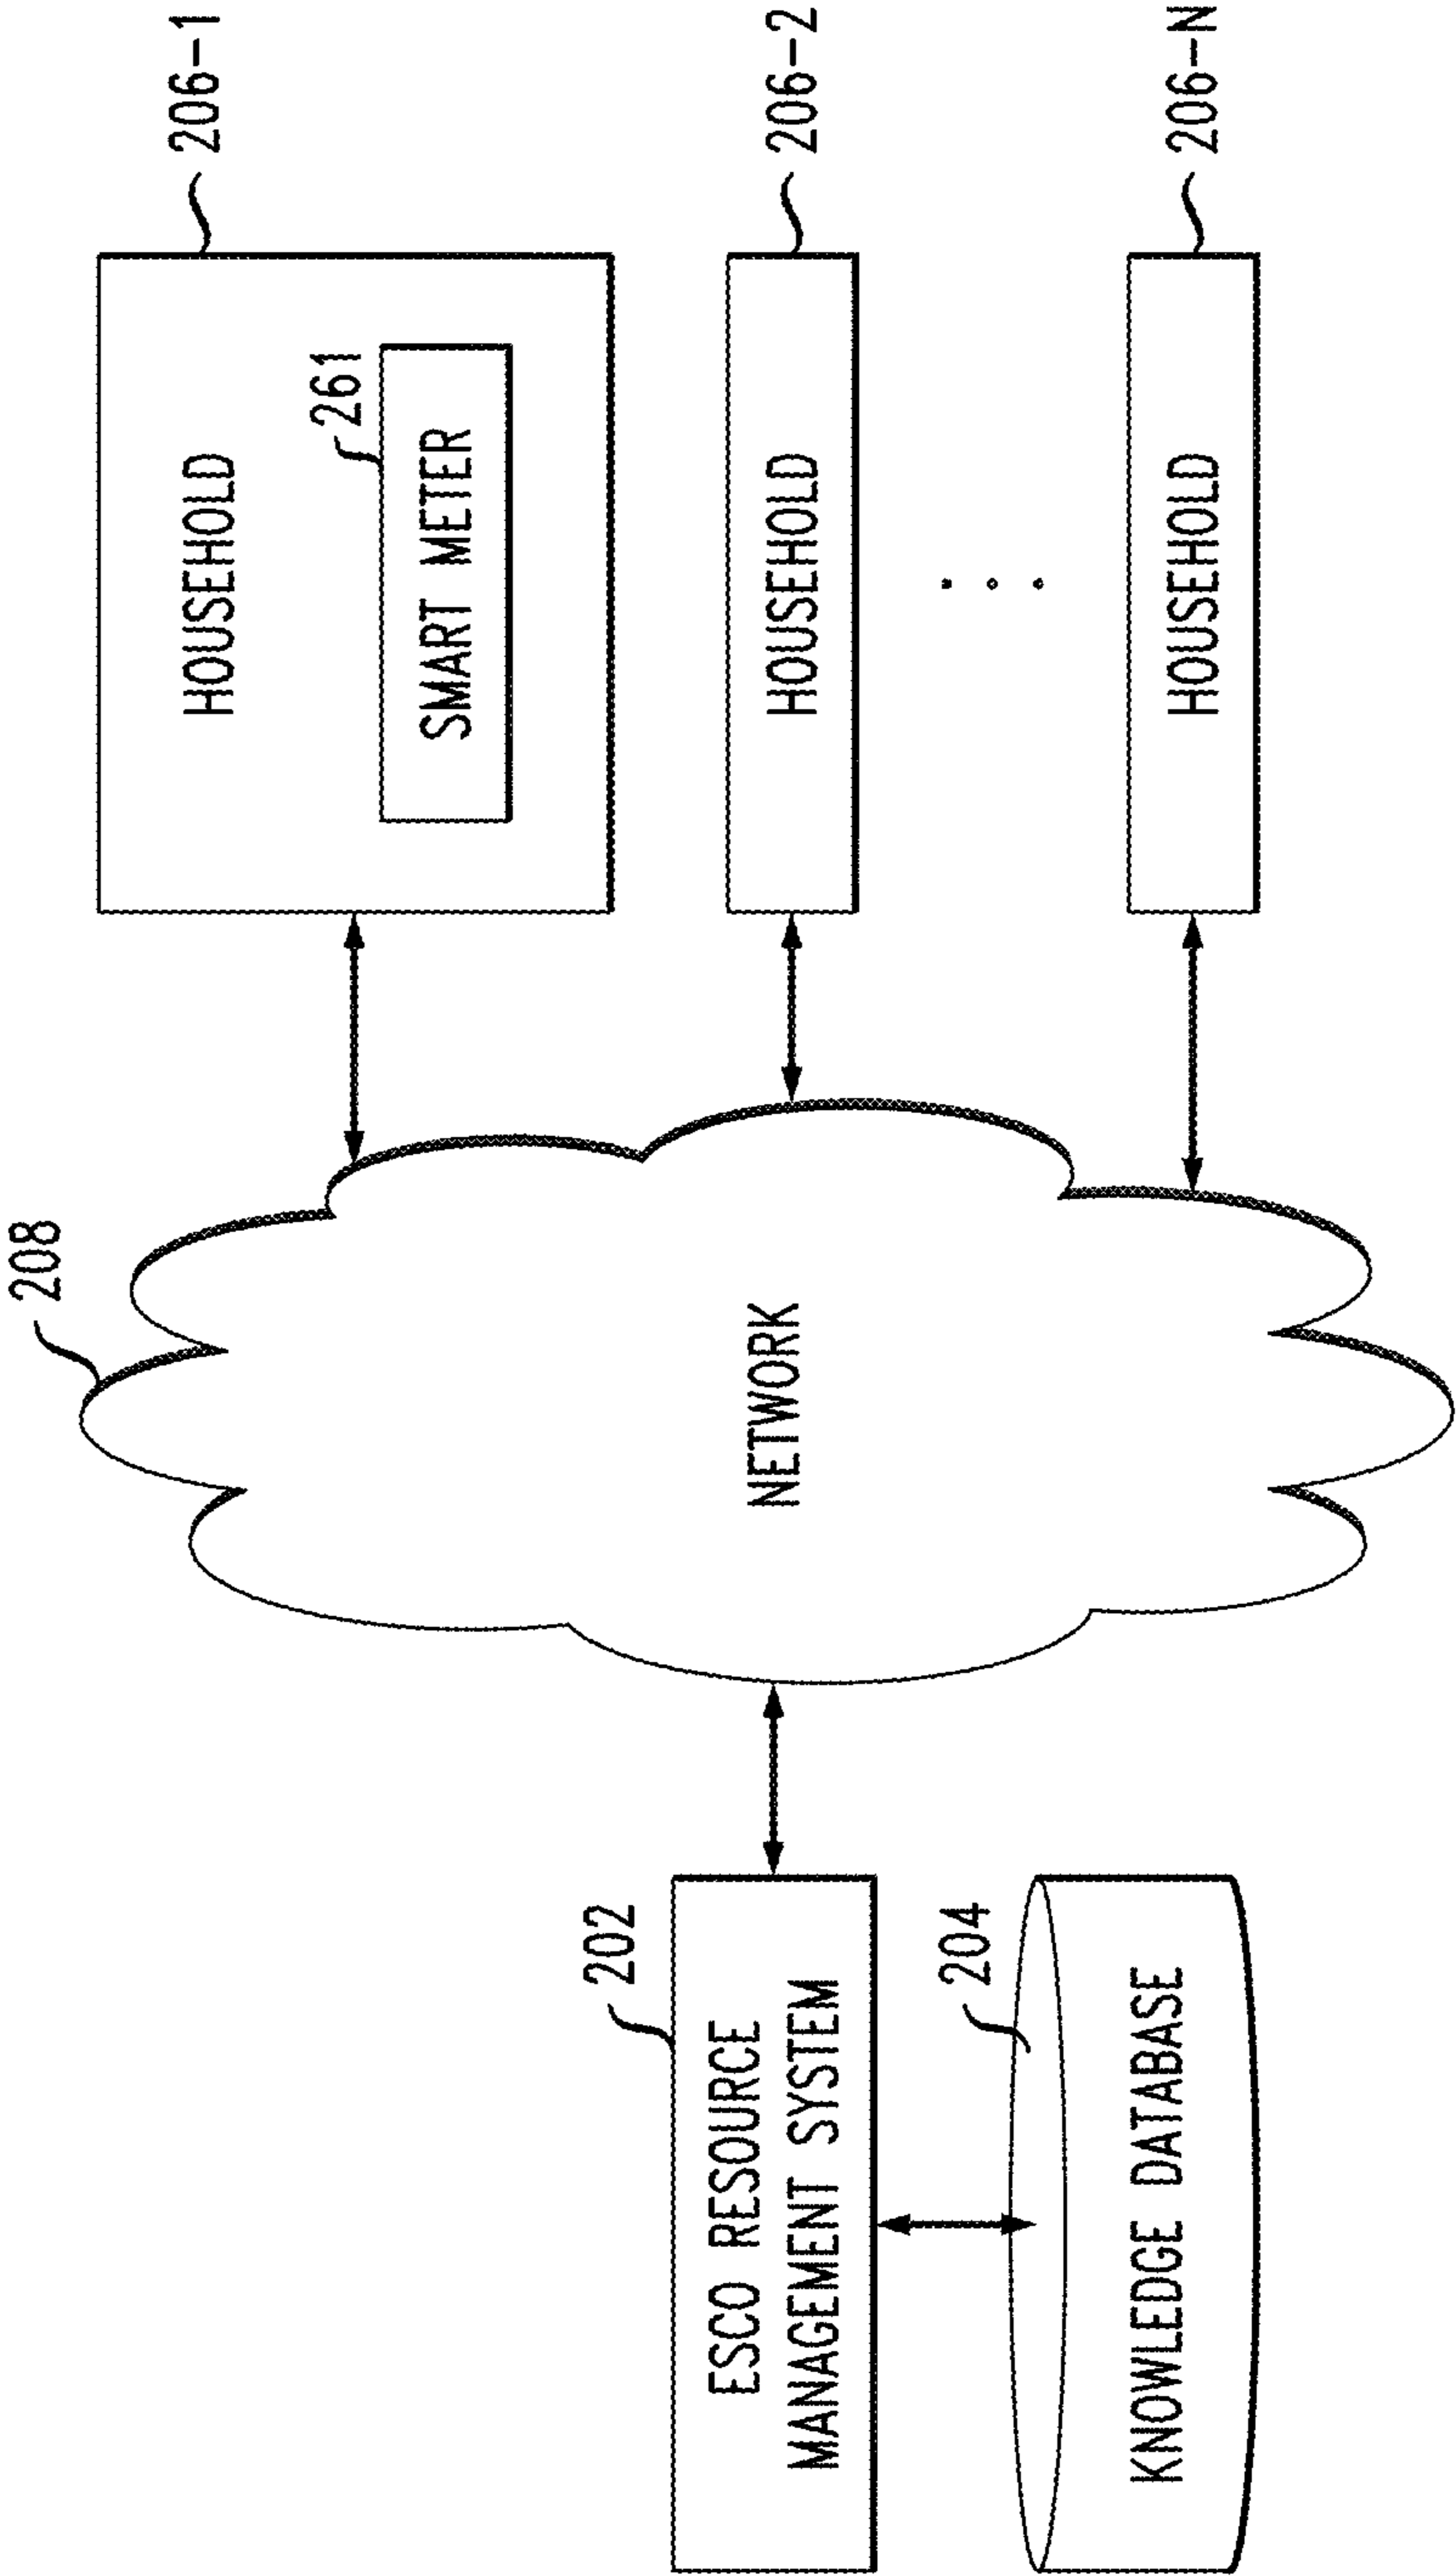 208
206-1
HOUSEHOLD
261
SMART METER
202
ESCO RESOURCE
MANAGEMENT SYSTEM
NETWORK
HOUSEHOLD
206-2
. . .
204
KNOWLEDGE DATABASE
HOUSEHOLD
206-N